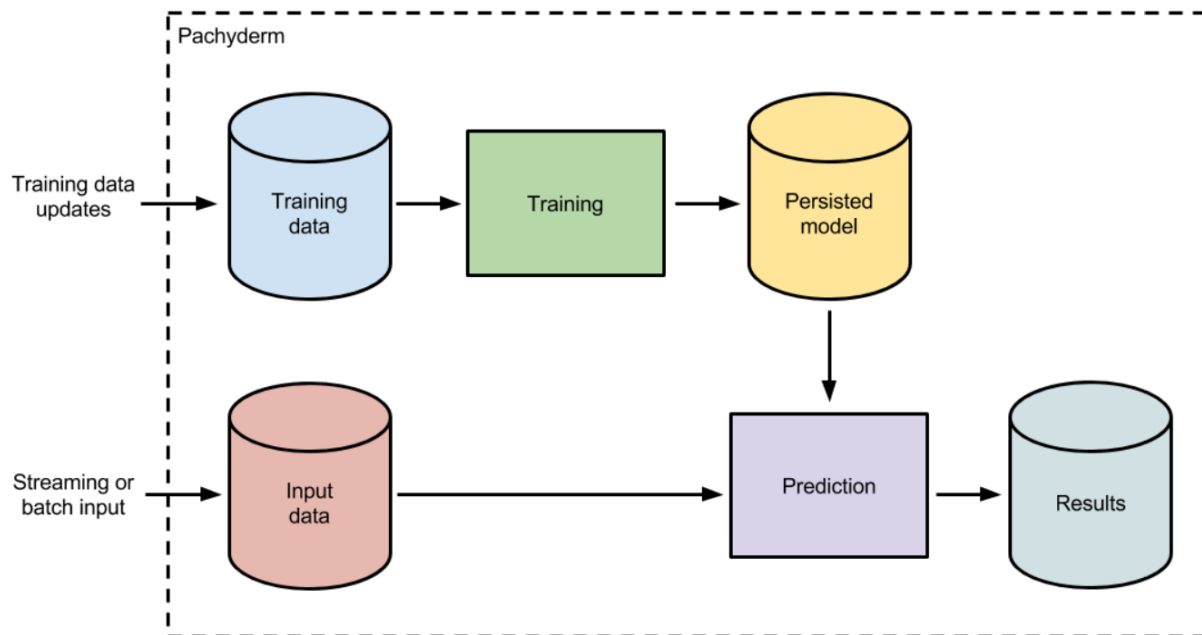 Pachyderm
Training data
updates
Training
data
Training
Persisted
model
Streaming or
batch input
Input
data
Prediction
Results